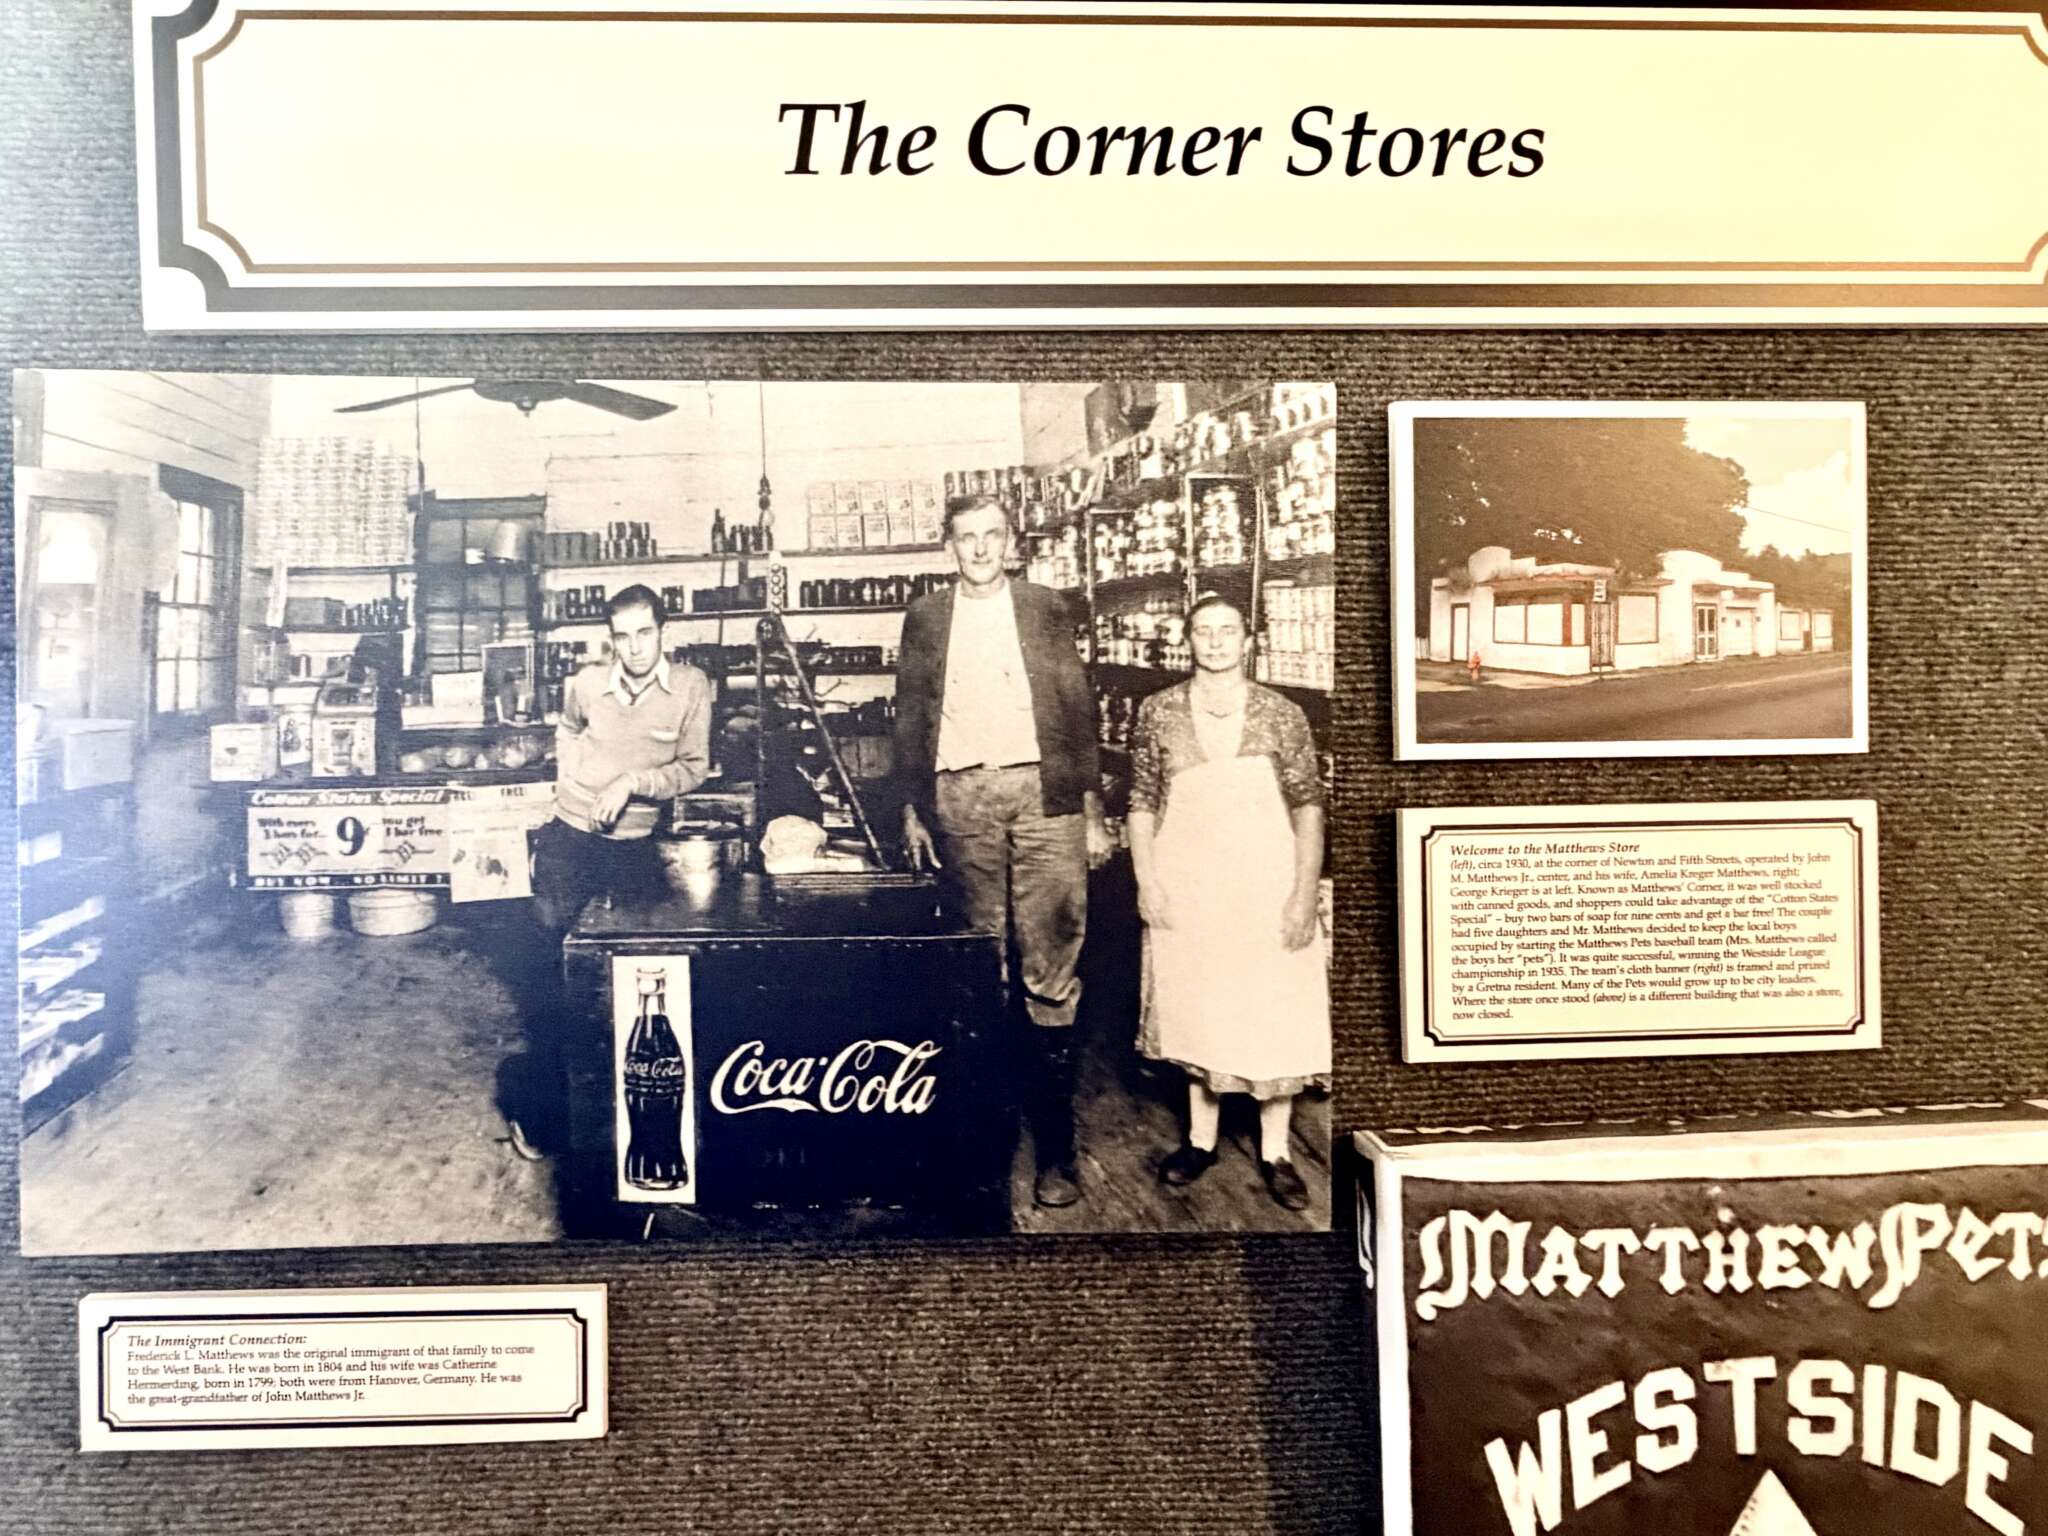 The Corner Stores
Cotton States Special
With every
3 bars for
9¢
you get
1 bar free
BUY NOW NO LIMIT
FREE
Coca-Cola
Coca-Cola
Welcome to the Matthews Store
(left), circa 1930, at the corner of Newton and Fifth Streets, operated by John
M. Matthews Jr., center, and his wife, Amelia Kreger Matthews, right;
George Krieger is at left. Known as Matthews' Corner, it was well stocked
with canned goods, and shoppers could take advantage of the "Cotton States
Special" – buy two bars of soap for nine cents and get a bar free! The couple
had five daughters and Mr. Matthews decided to keep the local boys
occupied by starting the Matthews Pets baseball team (Mrs. Matthews called
the boys her "pets"). It was quite successful, winning the Westside League
championship in 1935. The team's cloth banner (right) is framed and prized
by a Gretna resident. Many of the Pets would grow up to be city leaders.
Where the store once stood (above) is a different building that was also a store,
now closed.
The Immigrant Connection:
Frederick L. Matthews was the original immigrant of that family to come
to the West Bank. He was born in 1804 and his wife was Catherine
Hermerding, born in 1799; both were from Hanover, Germany. He was
the great-grandfather of John Matthews Jr.
MATTHEWS PETS
WESTSIDE